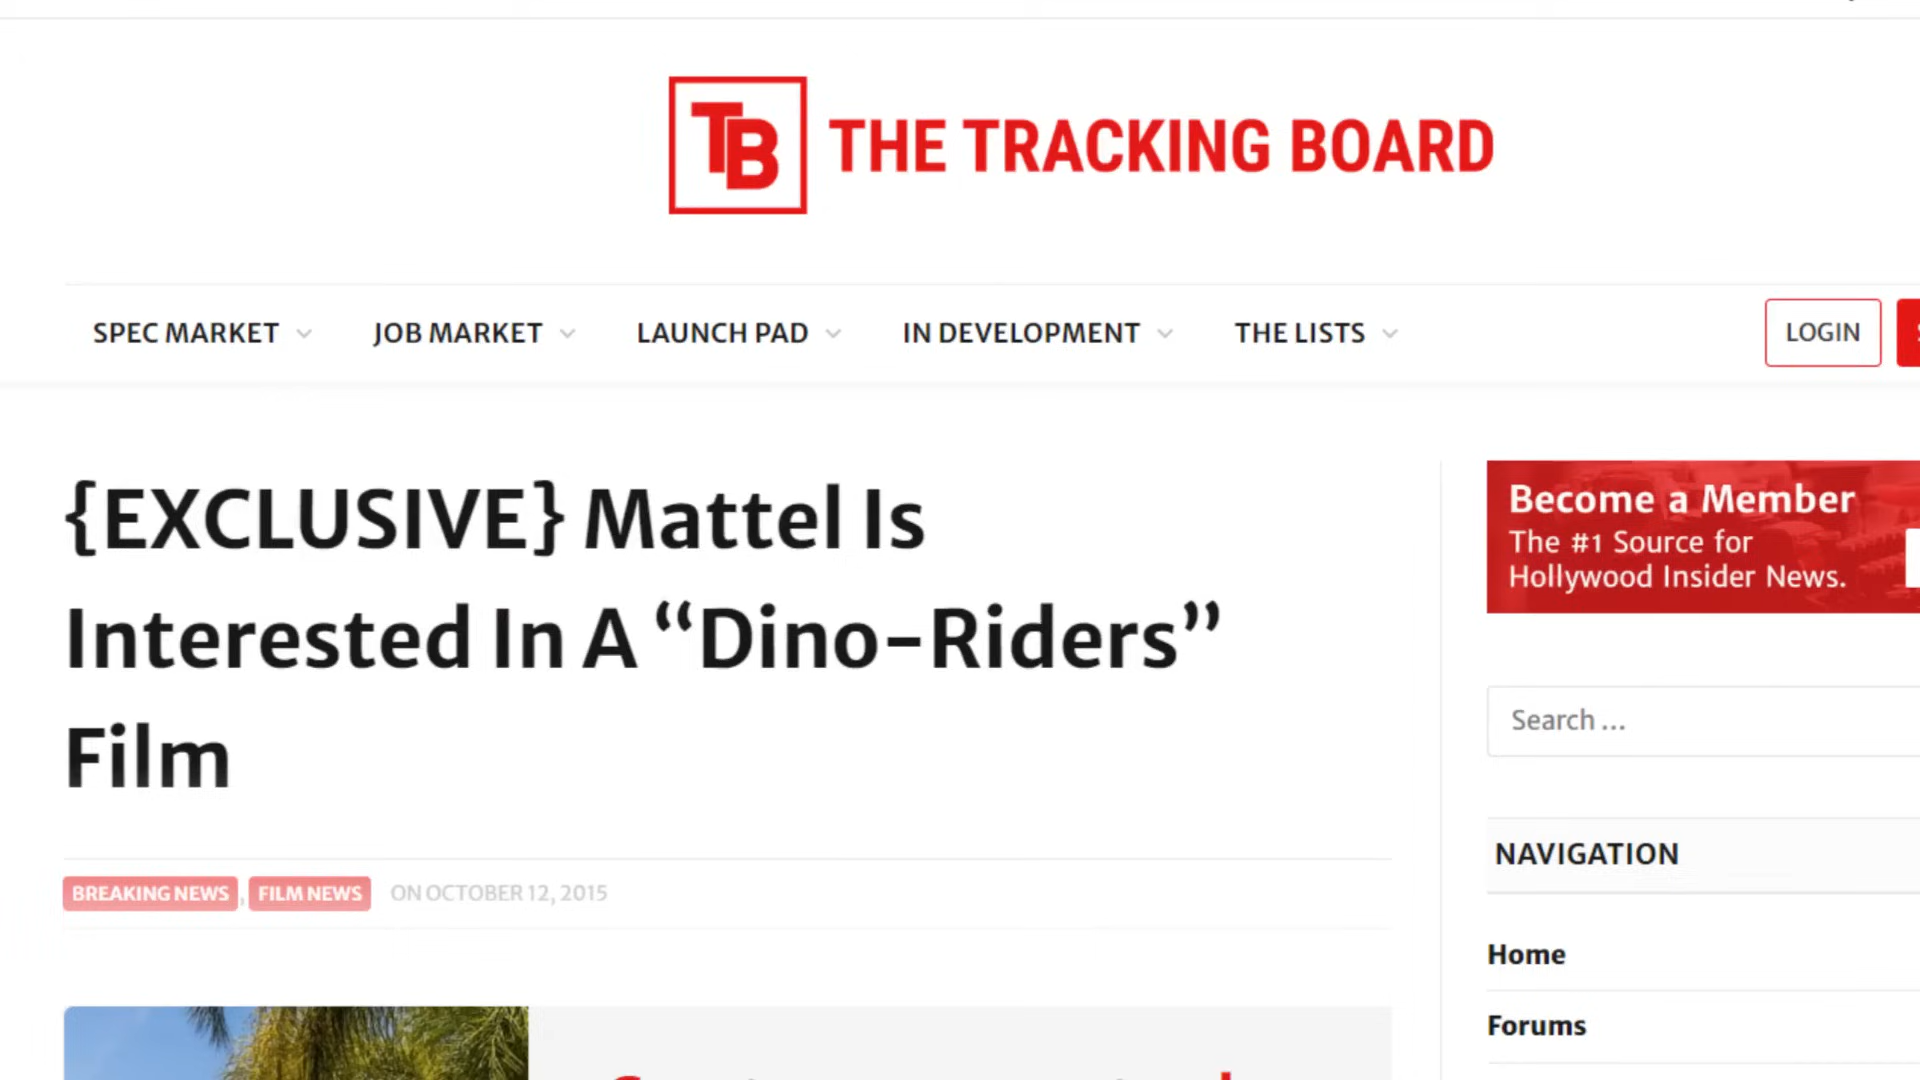 TB THE TRACKING BOARD
SPEC MARKET JOB MARKET LAUNCH PAD IN DEVELOPMENT THE LISTS LOGIN
{EXCLUSIVE} Mattel Is
Interested In A “Dino-Riders”
Film
BREAKING NEWS, FILM NEWS ON OCTOBER 12, 2015
Become a Member
The #1 Source for
Hollywood Insider News.
Search ...
NAVIGATION
Home
Forums